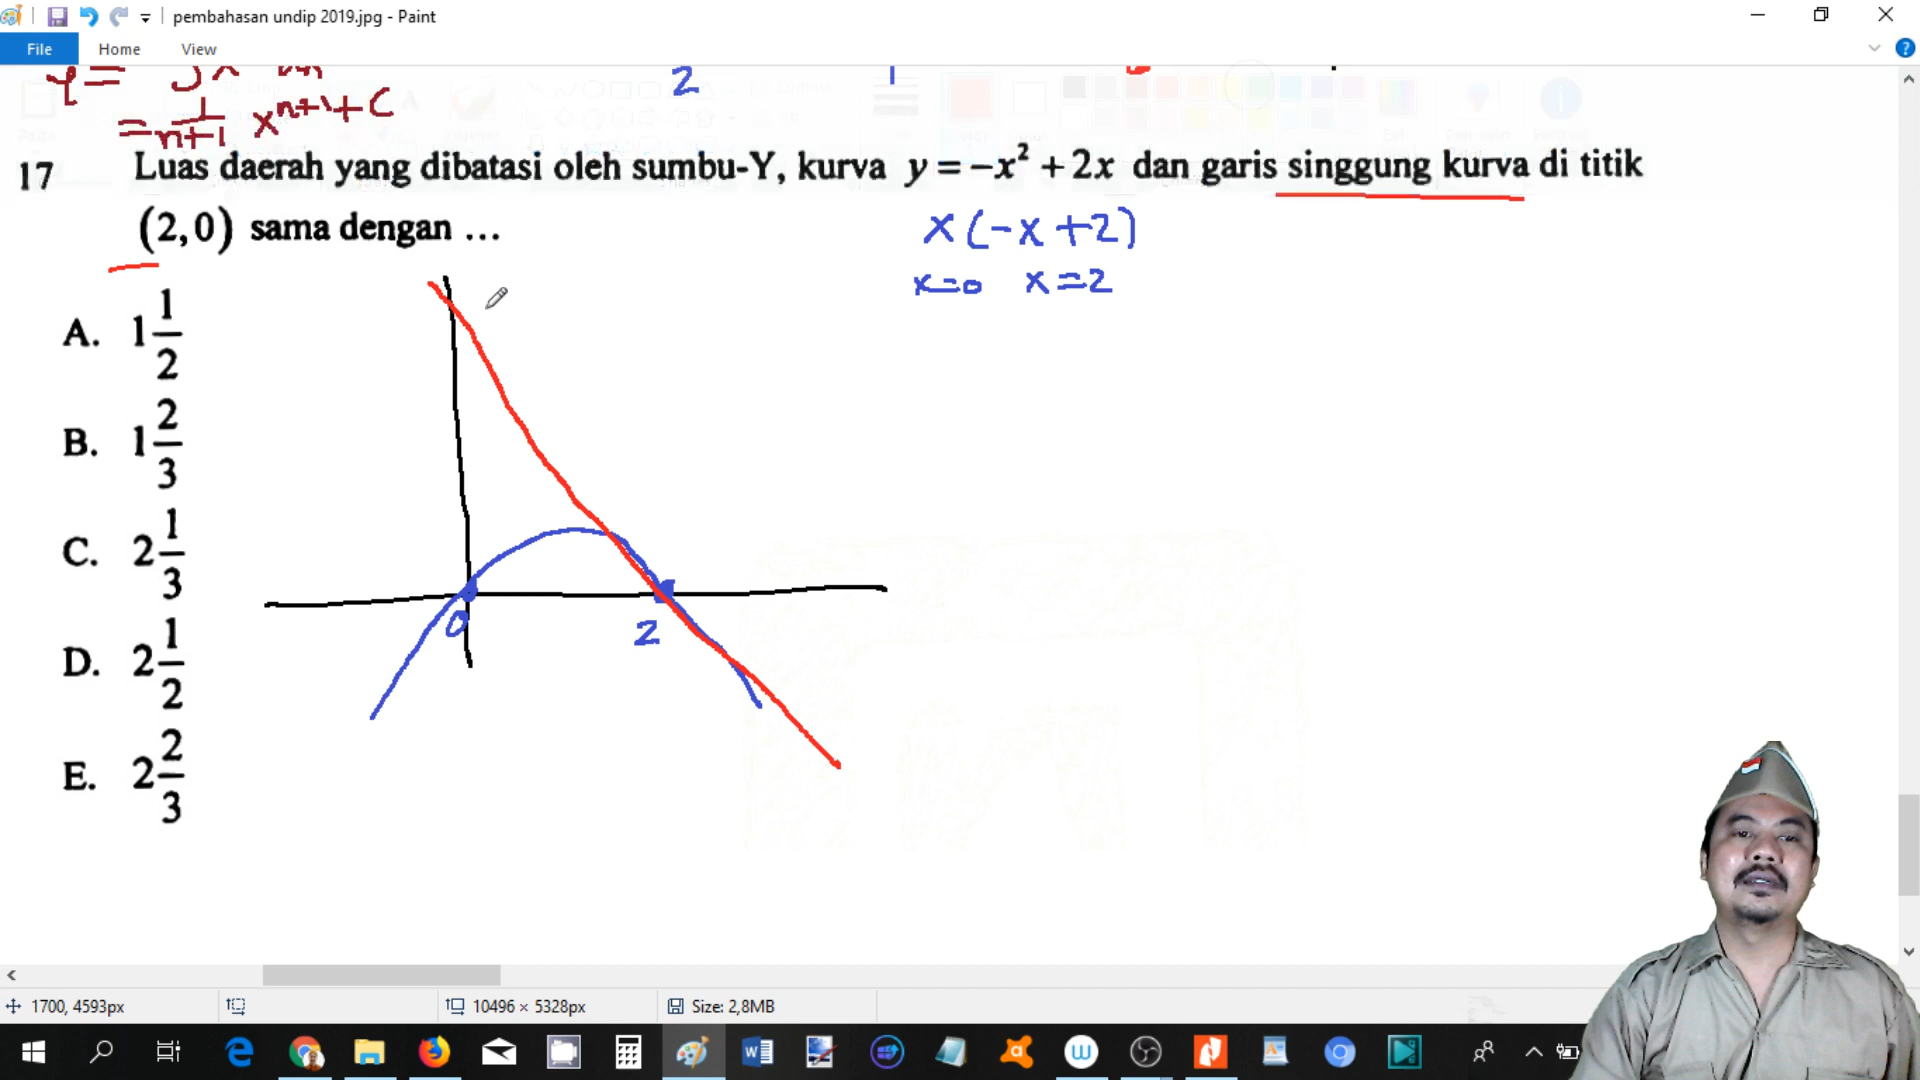 pembahasan undip 2019.jpg - Paint
File Home View
2 1
= 1/n+1 x^n+1 + C
17 Luas daerah yang dibatasi oleh sumbu-Y, kurva y = −x² + 2x dan garis singgung kurva di titik
(2,0) sama dengan ...
x(-x+2)
x=0 x=2
A. 1 1/2
B. 1 2/3
C. 2 1/3
D. 2 1/2
E. 2 2/3
0 2
1700, 4593px 10496 × 5328px Size: 2,8MB